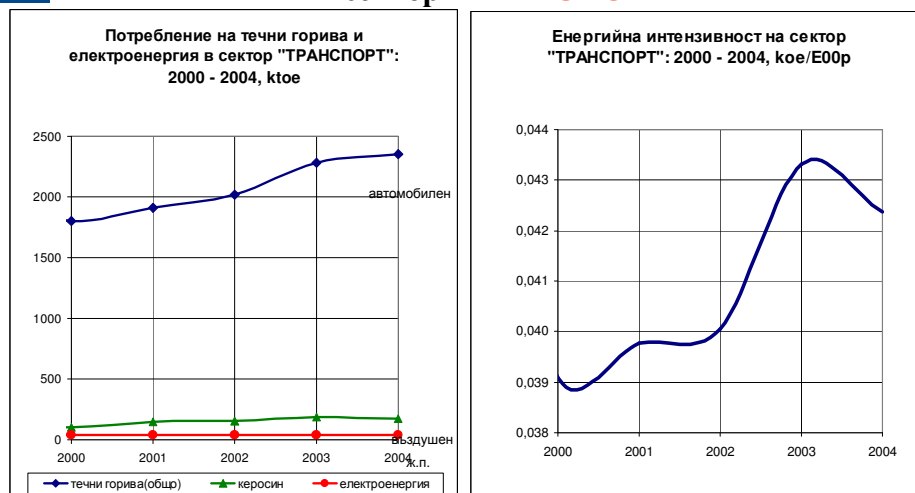 Потребление на течни горива и
електроенергия в сектор "ТРАНСПОРТ":
2000 - 2004, ktoe
2500
2000
1500
1000
500
0
2000
2001
2002
2003
2004
автомобилен
въздушен
ж.п.
течни горива(общо)
керосин
електроенергия
Енергийна интензивност на сектор
"ТРАНСПОРТ": 2000 - 2004, koe/E00p
0,044
0,043
0,042
0,041
0,040
0,039
0,038
2000
2001
2002
2003
2004